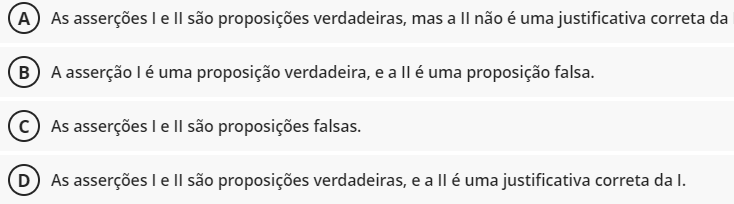 A As asserções I e II são proposições verdadeiras, mas a II não é uma justificativa correta da
B A asserção I é uma proposição verdadeira, e a II é uma proposição falsa.
C As asserções I e II são proposições falsas.
D As asserções I e II são proposições verdadeiras, e a II é uma justificativa correta da I.